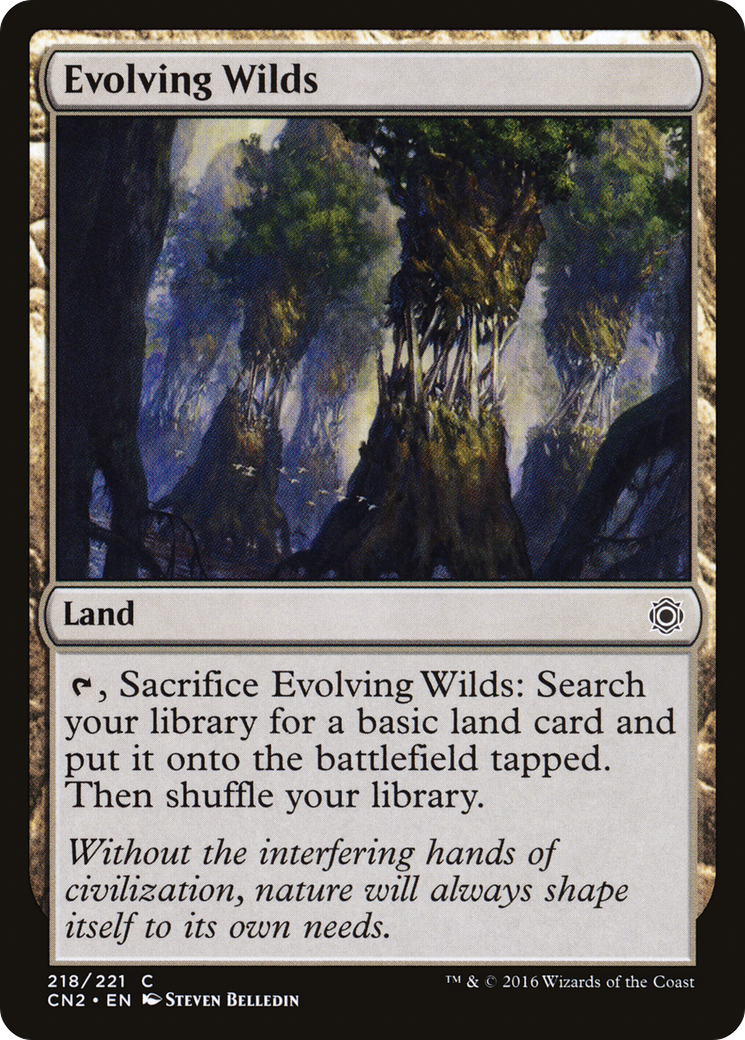 Evolving Wilds
Land
, Sacrifice Evolving Wilds: Search
your library for a basic land card and
put it onto the battlefield tapped.
Then shuffle your library.
Without the interfering hands of
civilization, nature will always shape
itself to its own needs.
218/221 C
CN2 • EN Steven Belledin
™ & © 2016 Wizards of the Coast